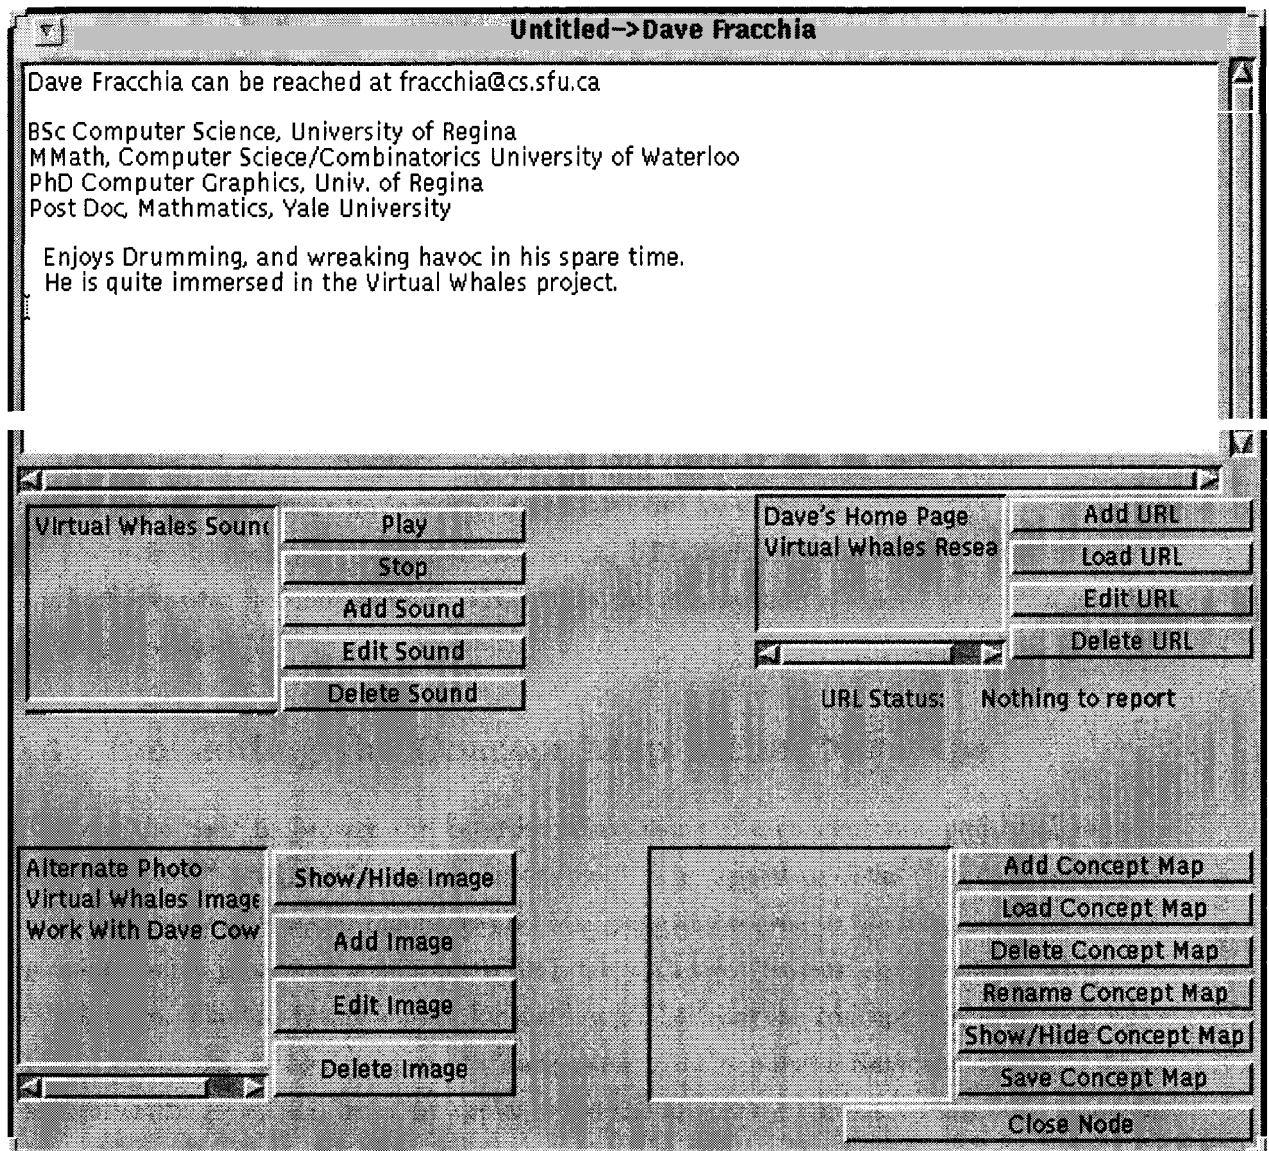 Untitled->Dave Fracchia
Dave Fracchia can be reached at fracchia@cs.sfu.ca
BSc Computer Science, University of Regina
MMath, Computer Sciece/Combinatorics University of Waterloo
PhD Computer Graphics, Univ. of Regina
Post Doc, Mathmatics, Yale University
Enjoys Drumming, and wreaking havoc in his spare time.
He is quite immersed in the Virtual Whales project.
Virtual Whales Sound
Play
Stop
Add Sound
Edit Sound
Delete Sound
Dave's Home Page
Virtual Whales Resea
Add URL
Load URL
Edit URL
Delete URL
URL Status: Nothing to report
Alternate Photo
Virtual Whales Image
Work With Dave Cow
Show/Hide Image
Add Image
Edit Image
Delete Image
Add Concept Map
Load Concept Map
Delete Concept Map
Rename Concept Map
Show/Hide Concept Map
Save Concept Map
Close Node